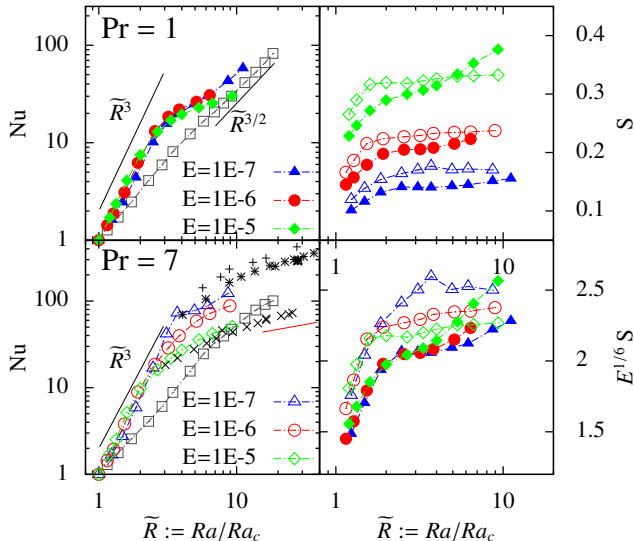 Pr = 1
Nu
100
10
1
R̃³
R̃^{3/2}
E=1E-7
E=1E-6
E=1E-5
0.4
0.3
0.2
0.1
S
Pr = 7
Nu
100
10
1
R̃³
E=1E-7
E=1E-6
E=1E-5
1 10
R̃ := Ra/Ra_c
1 10
2.5
2
1.5
E^{1/6} S
1 10
R̃ := Ra/Ra_c